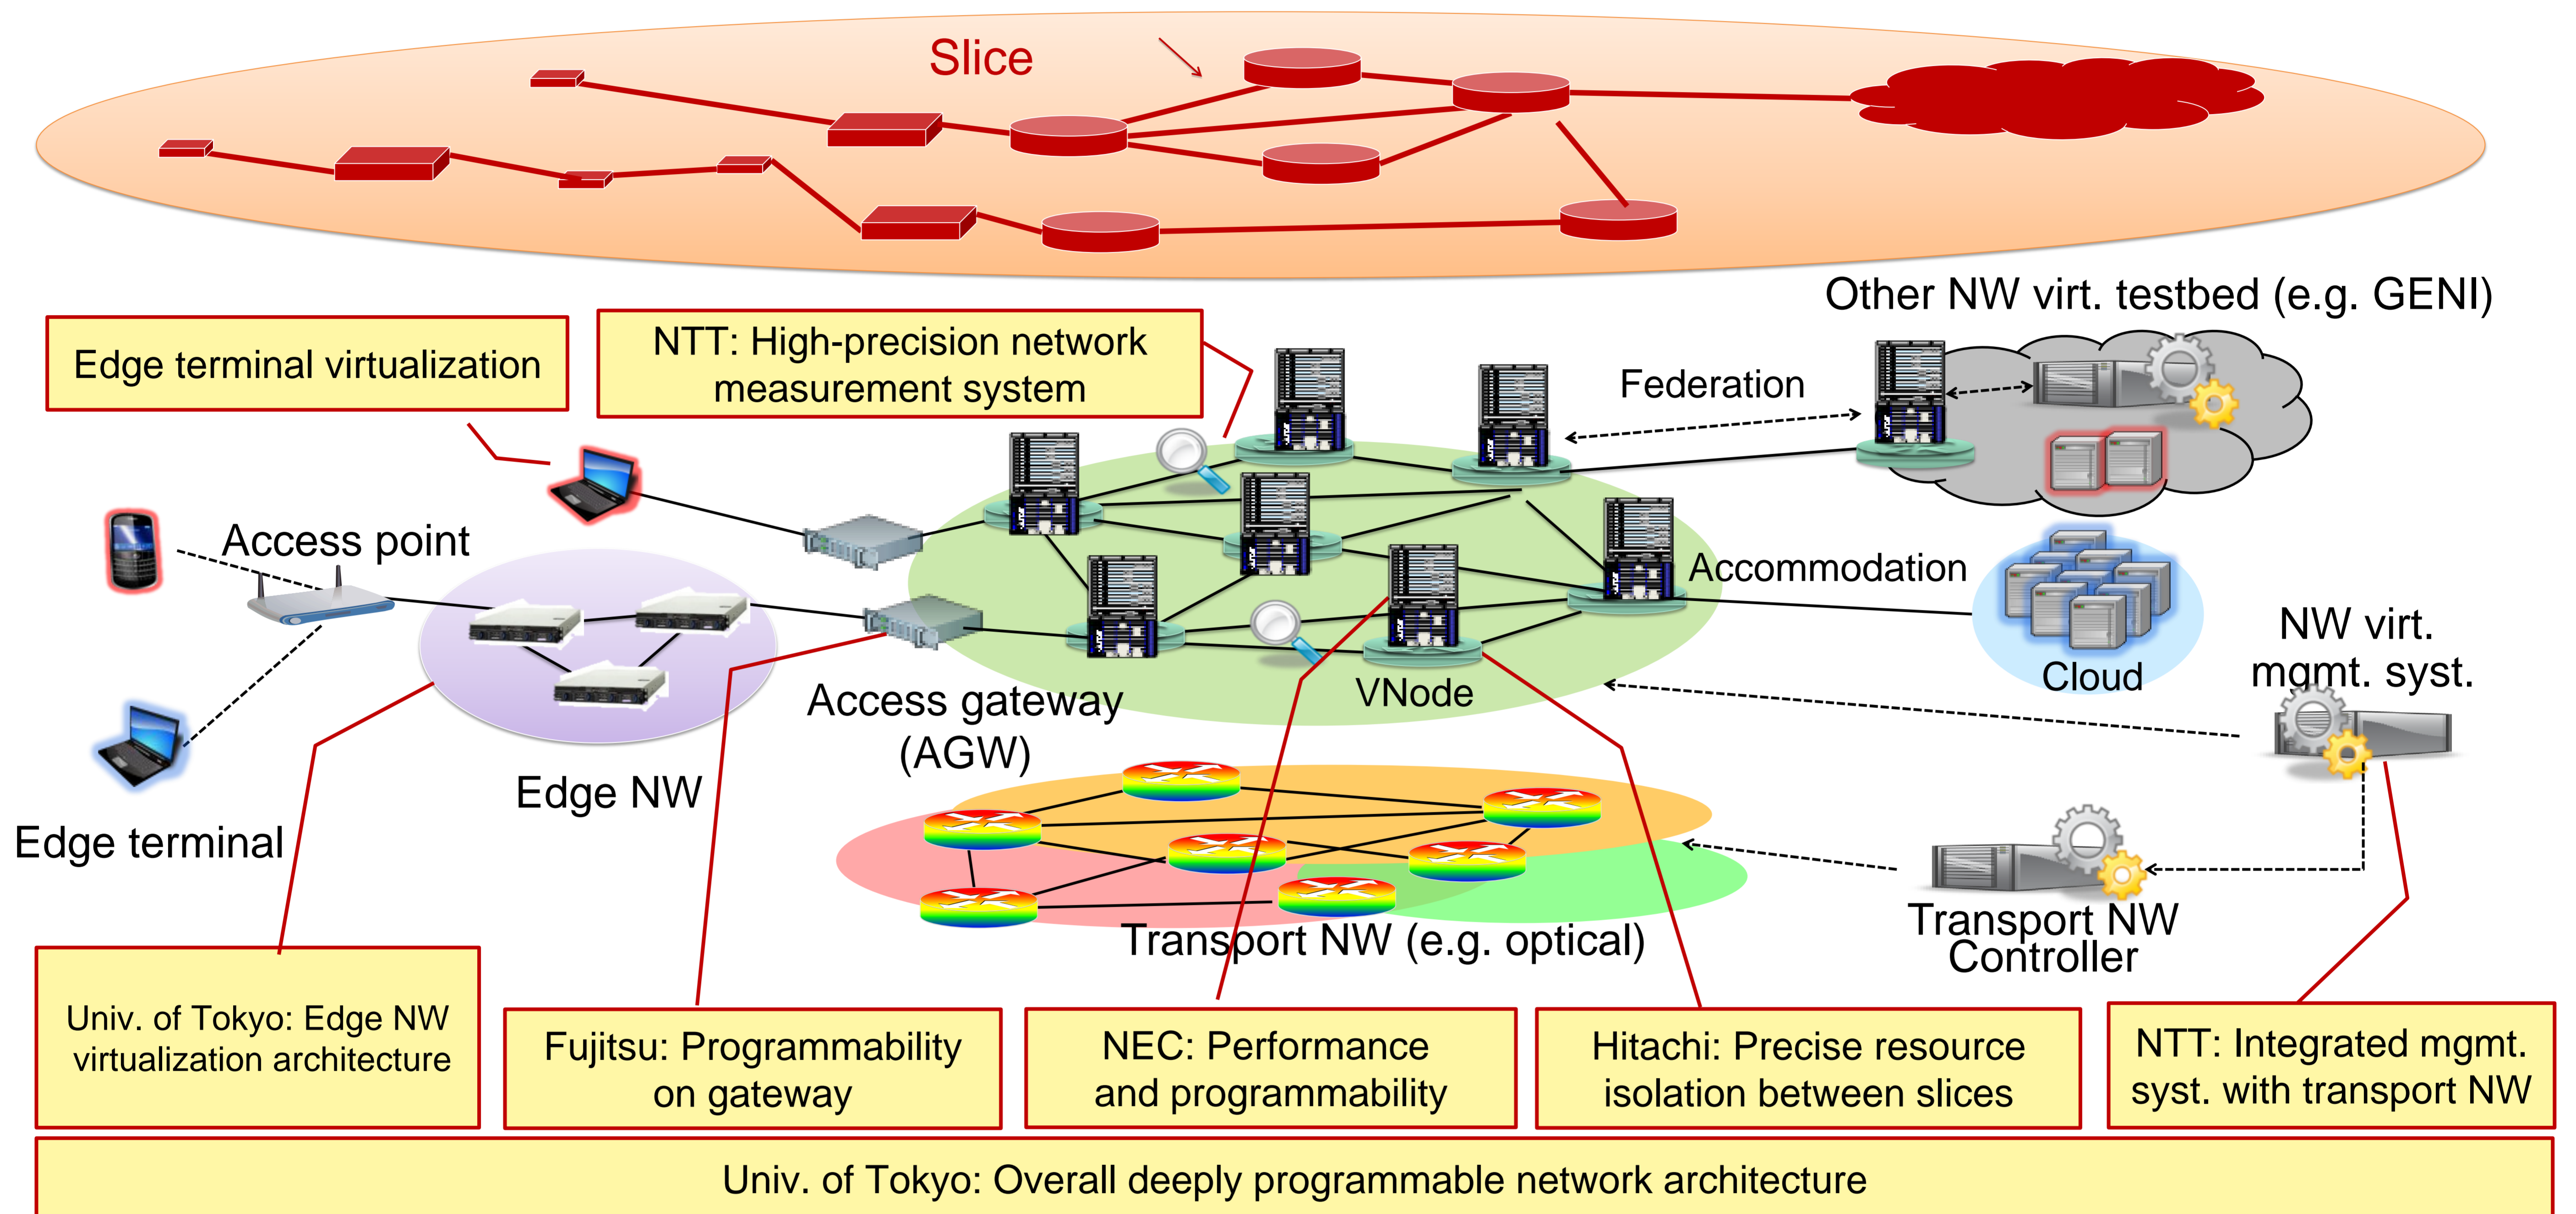 Slice
Other NW virt. testbed (e.g. GENI)
Edge terminal virtualization
NTT: High-precision network
measurement system
Federation
Access point
Accommodation
NW virt.
mgmt. syst.
Cloud
VNode
Access gateway
(AGW)
Edge NW
Edge terminal
Transport NW (e.g. optical)
Transport NW
Controller
Univ. of Tokyo: Edge NW
virtualization architecture
Fujitsu: Programmability
on gateway
NEC: Performance
and programmability
Hitachi: Precise resource
isolation between slices
NTT: Integrated mgmt.
syst. with transport NW
Univ. of Tokyo: Overall deeply programmable network architecture